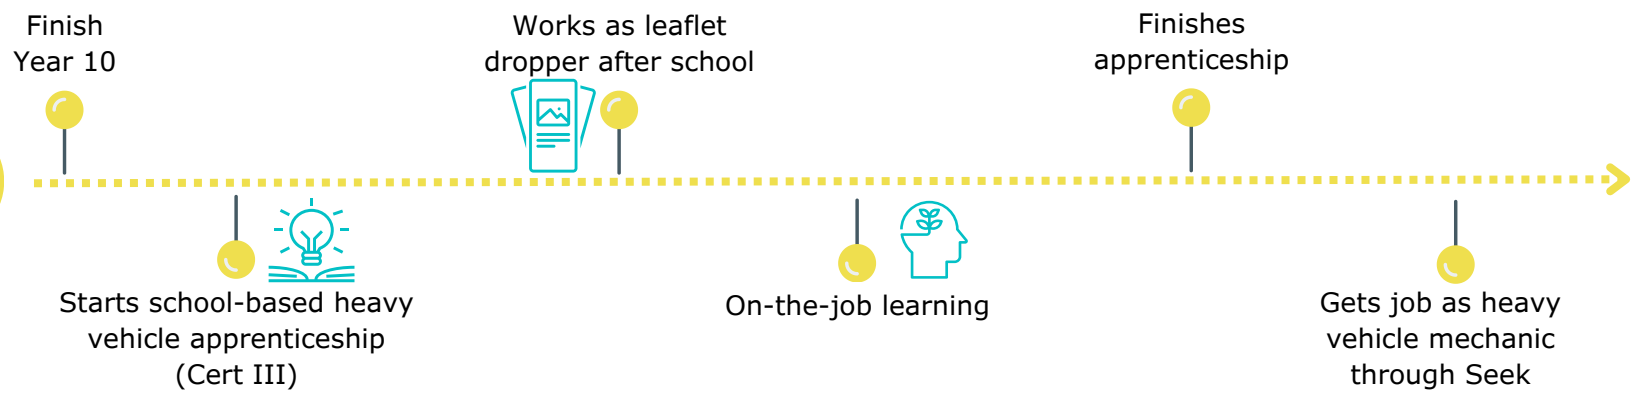 Finish
Year 10
Starts school-based heavy
vehicle apprenticeship
(Cert III)
Works as leaflet
dropper after school
On-the-job learning
Finishes
apprenticeship
Gets job as heavy
vehicle mechanic
through Seek